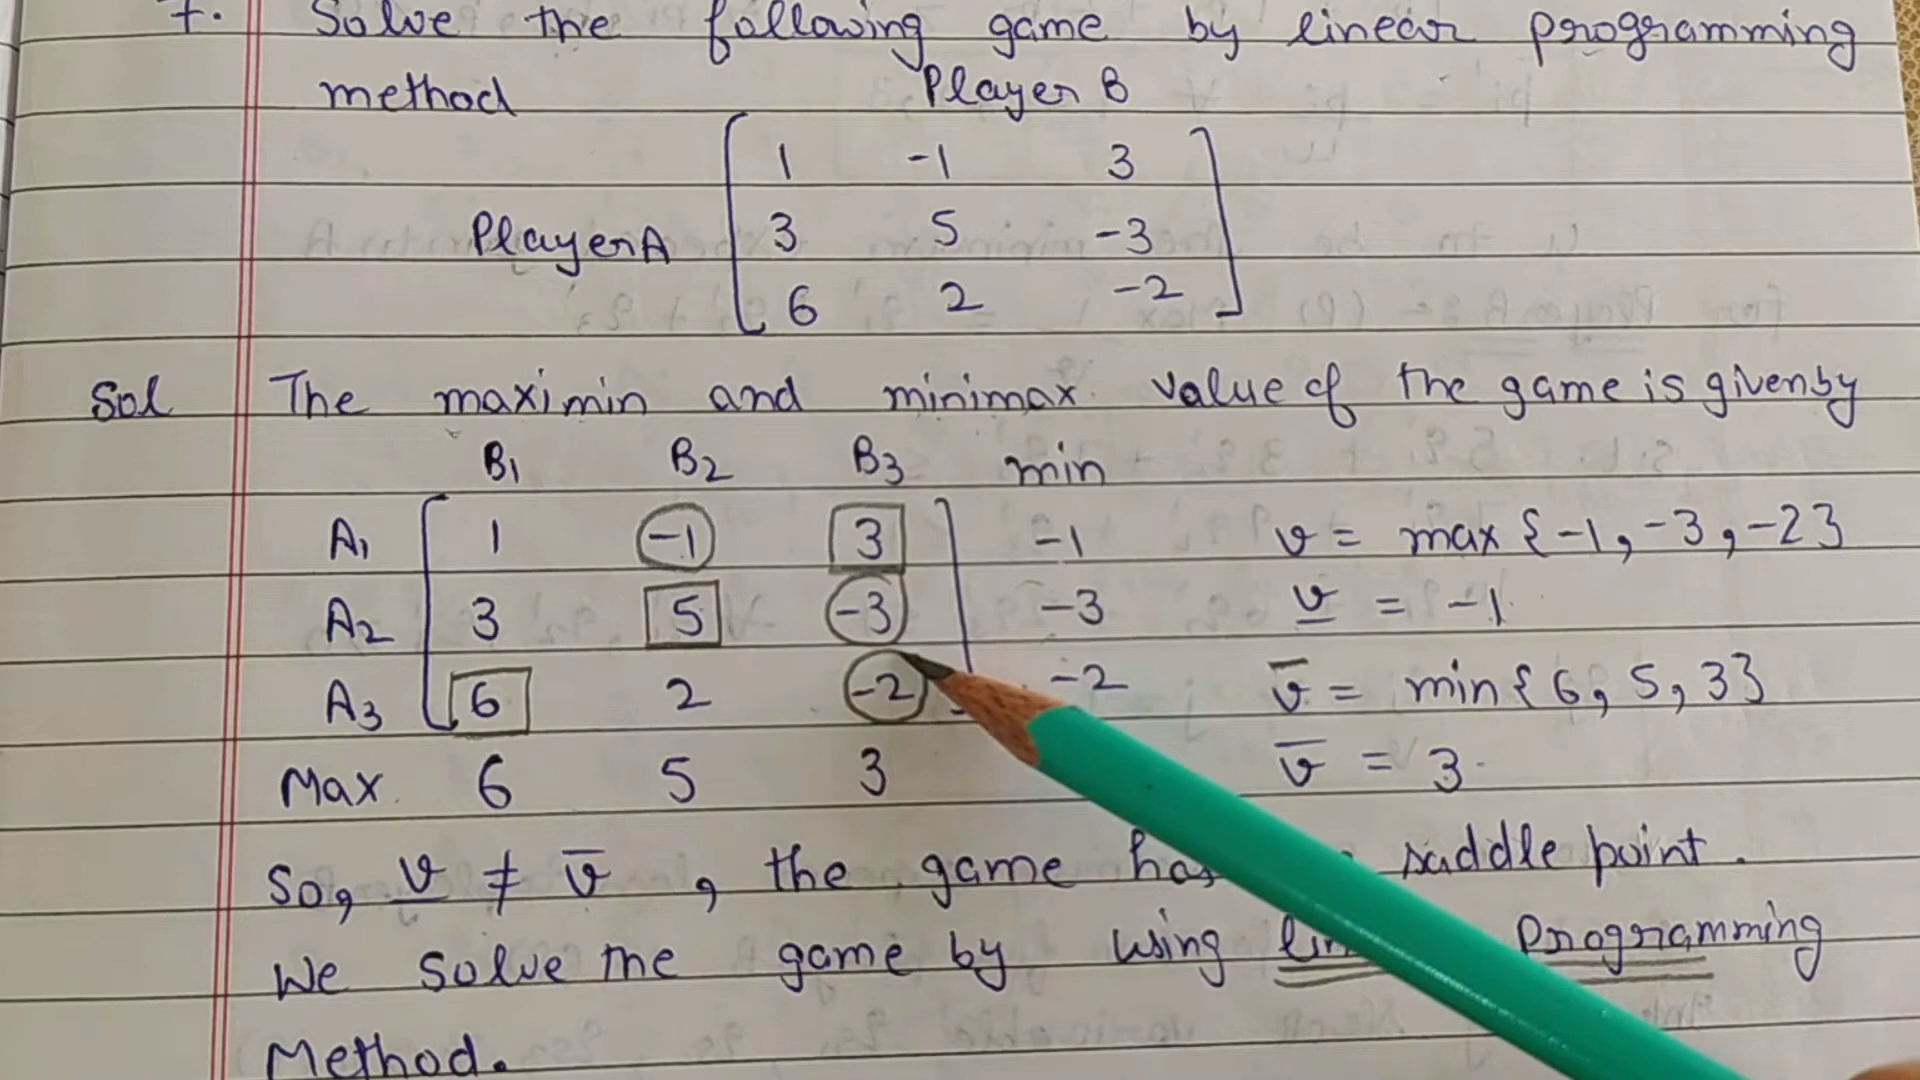 7. Solve the following game by linear programming
method Player B
1 -1 3
Player A 3 5 -3
6 2 -2
Sol The maximin and minimax value of the game is given by
B1 B2 B3 min
A1 1 -1 3 -1 v = max {-1, -3, -2}
A2 3 5 -3 -3 v = -1
A3 6 2 -2 -2 v̄ = min {6, 5, 3}
Max 6 5 3 v̄ = 3
So, v ≠ v̄, the game has saddle point.
We solve the game by using programming
Method.